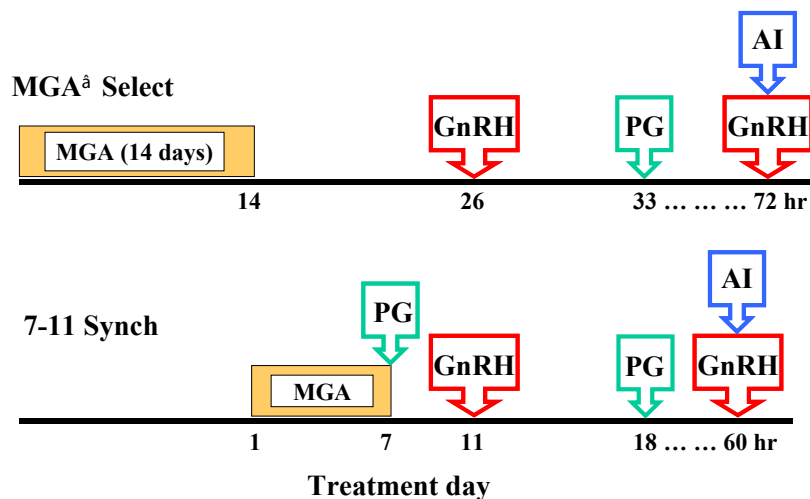 AI
MGAâ Select
GnRH
PG
GnRH
MGA (14 days)
14
26
33 … … … 72 hr
AI
PG
7-11 Synch
GnRH
PG
GnRH
MGA
1
7
11
18 … … 60 hr
Treatment day